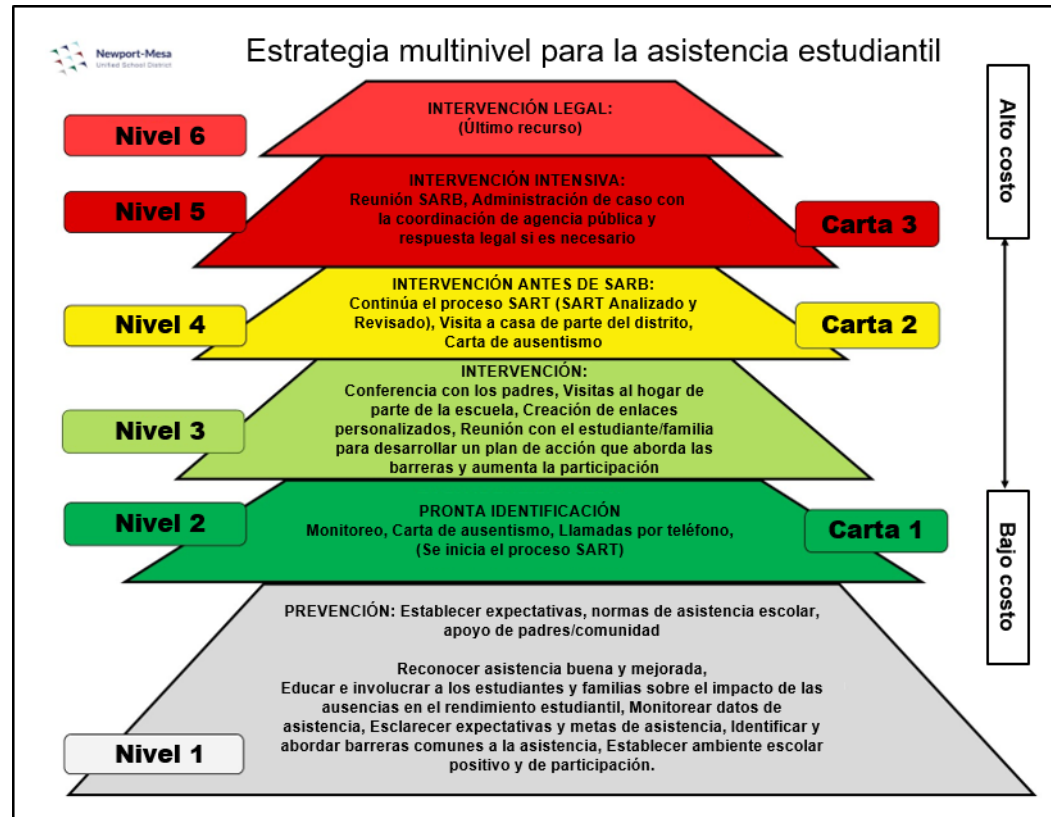 Newport-Mesa
Unified School District
Estrategia multinivel para la asistencia estudiantil
Alto costo
Nivel 6
INTERVENCIÓN LEGAL:
(Último recurso)
Nivel 5
INTERVENCIÓN INTENSIVA:
Reunión SARB, Administración de caso con
la coordinación de agencia pública y
respuesta legal si es necesario
Carta 3
Nivel 4
INTERVENCIÓN ANTES DE SARB:
Continúa el proceso SART (SART Analizado y
Revisado), Visita a casa de parte del distrito,
Carta de ausentismo
Carta 2
Nivel 3
INTERVENCIÓN:
Conferencia con los padres, Visitas al hogar de
parte de la escuela, Creación de enlaces
personalizados, Reunión con el estudiante/familia
para desarrollar un plan de acción que aborda las
barreras y aumenta la participación
Nivel 2
PRONTA IDENTIFICACIÓN
Monitoreo, Carta de ausentismo, Llamadas por teléfono,
(Se inicia el proceso SART)
Carta 1
Bajo costo
PREVENCIÓN: Establecer expectativas, normas de asistencia escolar,
apoyo de padres/comunidad
Reconocer asistencia buena y mejorada,
Educar e involucrar a los estudiantes y familias sobre el impacto de las
ausencias en el rendimiento estudiantil, Monitorear datos de
asistencia, Esclarecer expectativas y metas de asistencia, Identificar y
abordar barreras comunes a la asistencia, Establecer ambiente escolar
positivo y de participación.
Nivel 1